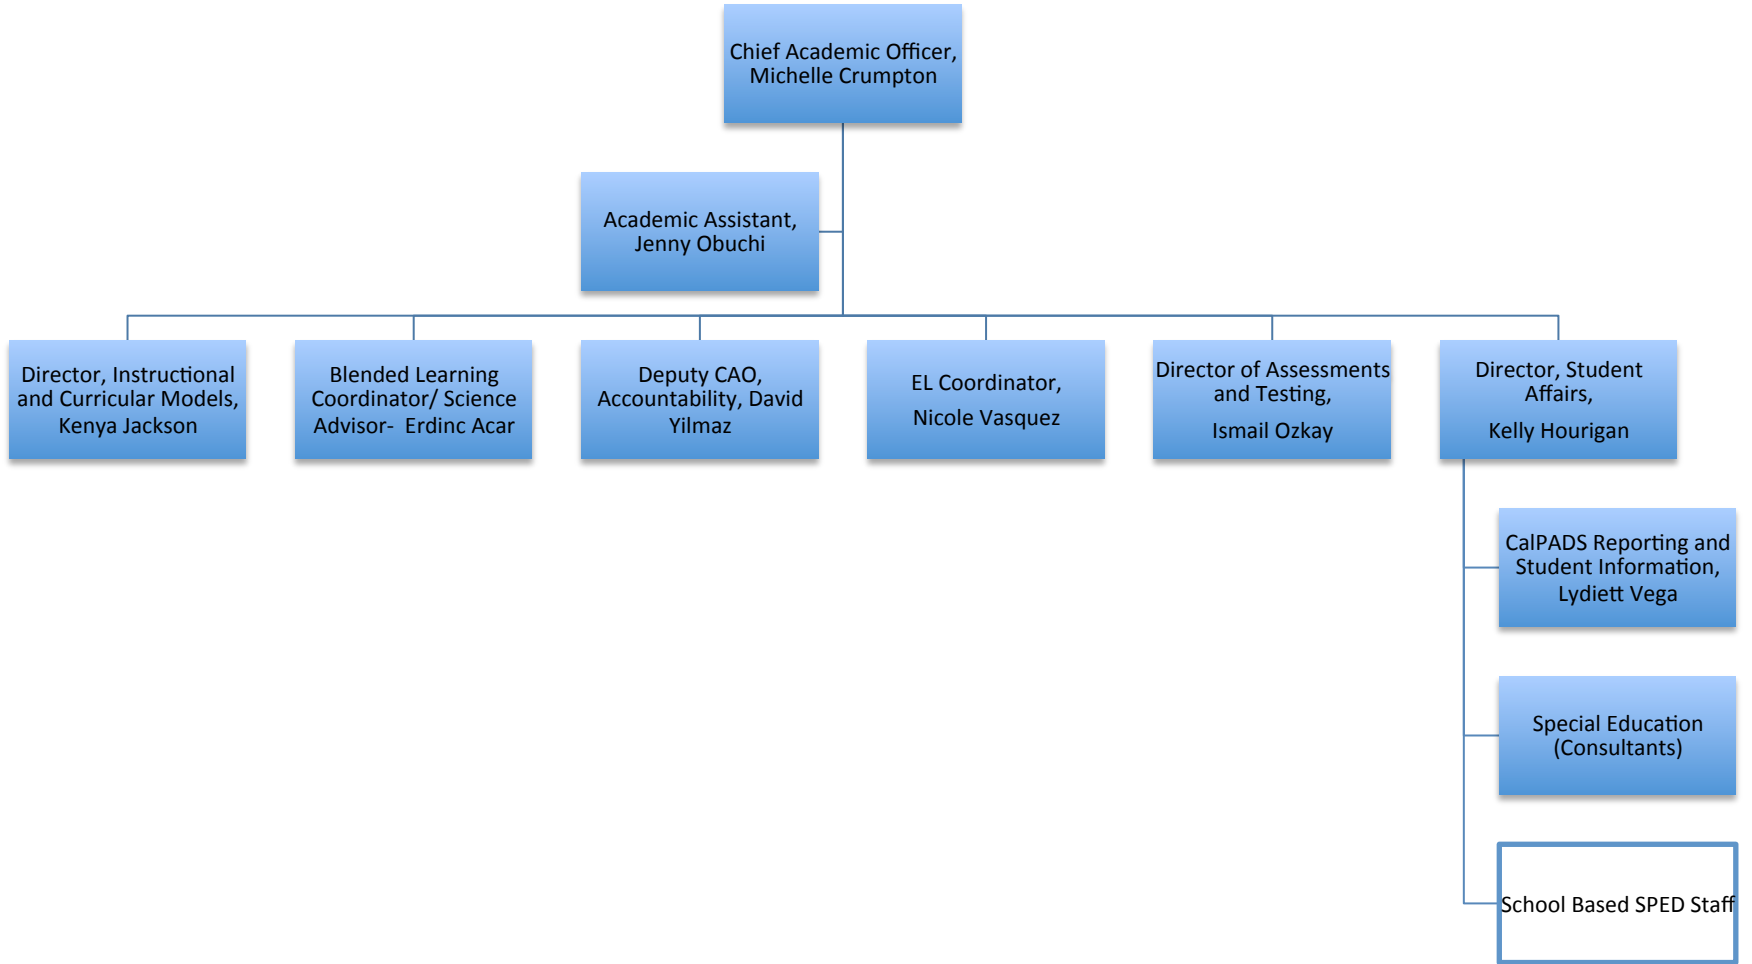 Chief Academic Officer,
Michelle Crumpton
Academic Assistant,
Jenny Obuchi
Director, Instructional
and Curricular Models,
Kenya Jackson
Blended Learning
Coordinator/ Science
Advisor-  Erdinc Acar
Deputy CAO,
Accountability, David
Yilmaz
EL Coordinator,
Nicole Vasquez
Director of Assessments
and Testing,
Ismail Ozkay
Director, Student
Affairs,
Kelly Hourigan
CalPADS Reporting and
Student Information,
Lydiett Vega
Special Education
(Consultants)
School Based SPED Staff